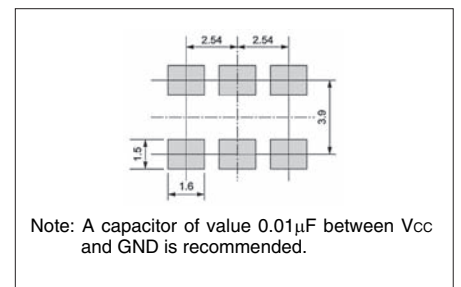 2.54 2.54
3.9
1.5
1.6
Note: A capacitor of value 0.01µF between Vcc
and GND is recommended.